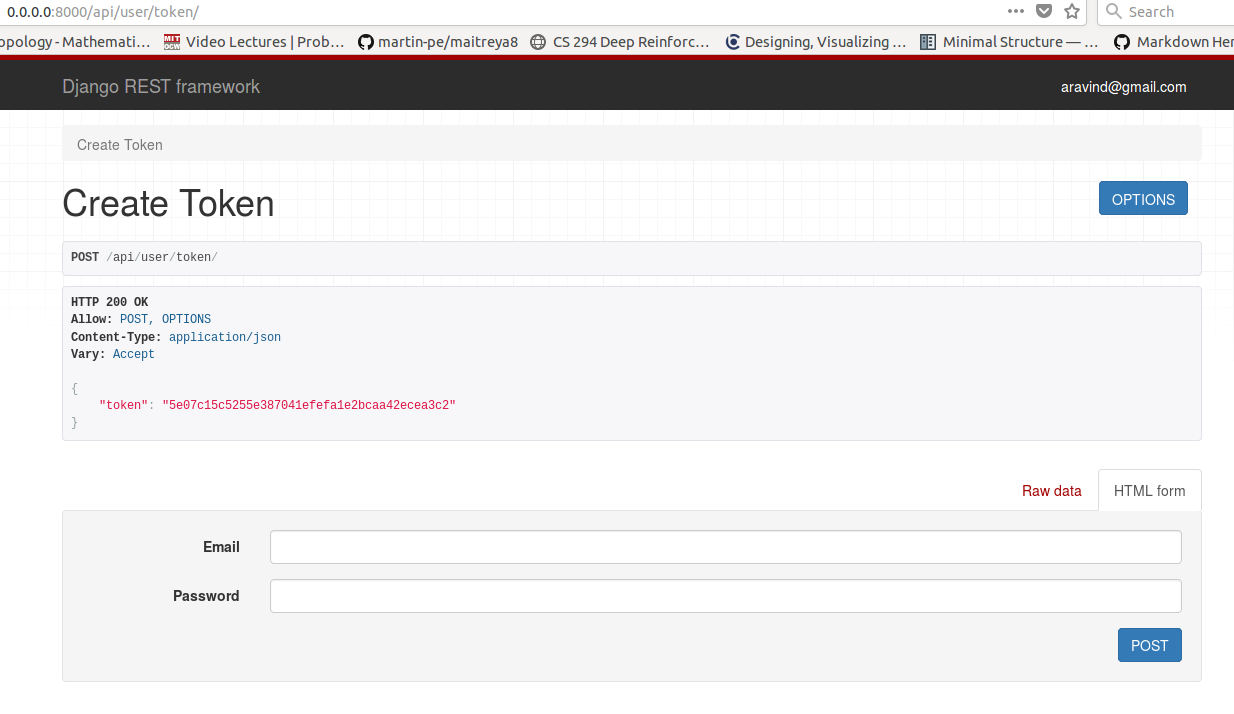 0.0.0.0:8000/api/user/token/
Search
opology - Mathemati…
Video Lectures | Prob…
martin-pe/maitreya8
CS 294 Deep Reinforc…
Designing, Visualizing …
Minimal Structure — …
Markdown Her
Django REST framework
aravind@gmail.com
Create Token
Create Token
OPTIONS
POST /api/user/token/
HTTP 200 OK
Allow: POST, OPTIONS
Content-Type: application/json
Vary: Accept
{
"token": "5e07c15c5255e387041efefa1e2bcaa42ecea3c2"
}
Raw data
HTML form
Email
Password
POST